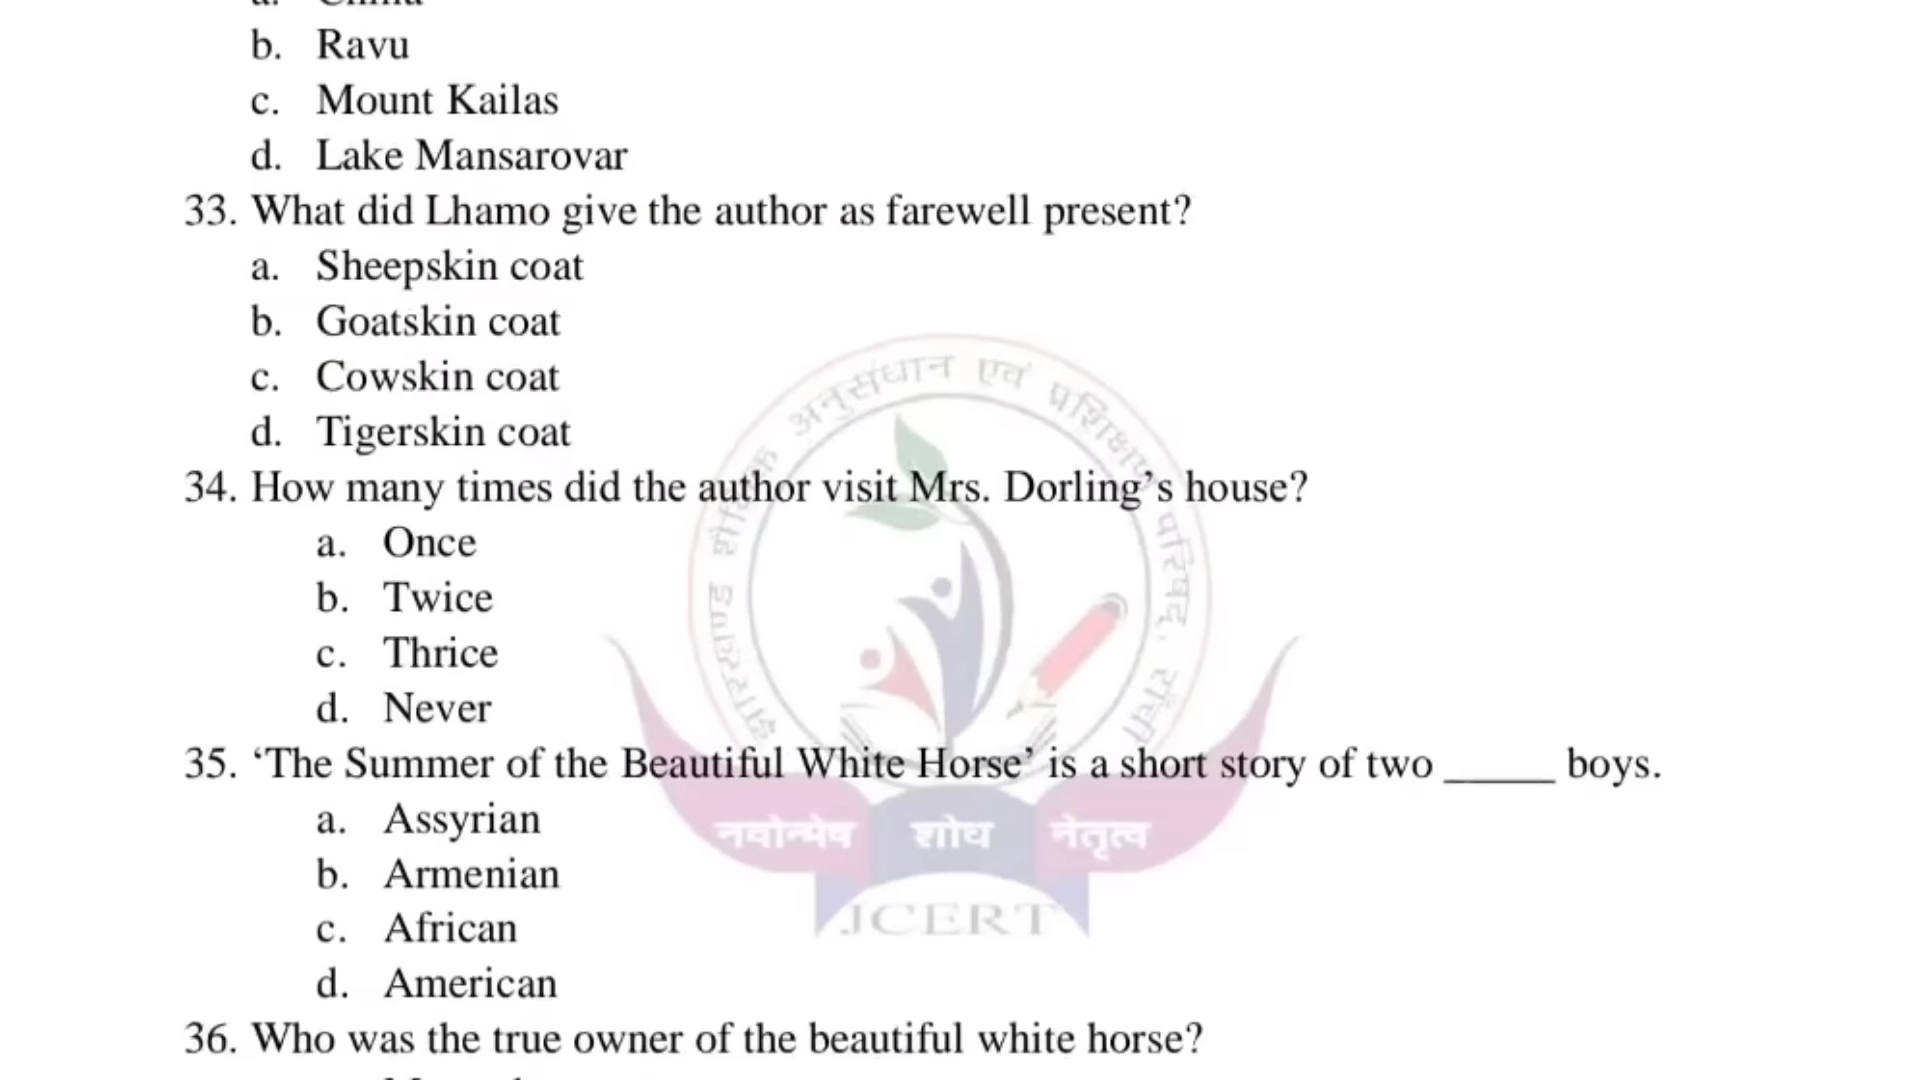 b. Ravu
c. Mount Kailas
d. Lake Mansarovar
33. What did Lhamo give the author as farewell present?
a. Sheepskin coat
b. Goatskin coat
c. Cowskin coat
d. Tigerskin coat
34. How many times did the author visit Mrs. Dorling’s house?
a. Once
b. Twice
c. Thrice
d. Never
35. ‘The Summer of the Beautiful White Horse’ is a short story of two _____ boys.
a. Assyrian
b. Armenian
c. African
d. American
36. Who was the true owner of the beautiful white horse?
झारखण्ड शैक्षिक अनुसंधान एवं प्रशिक्षण परिषद, राँची
नवोन्मेष शोध नेतृत्व
JCERT